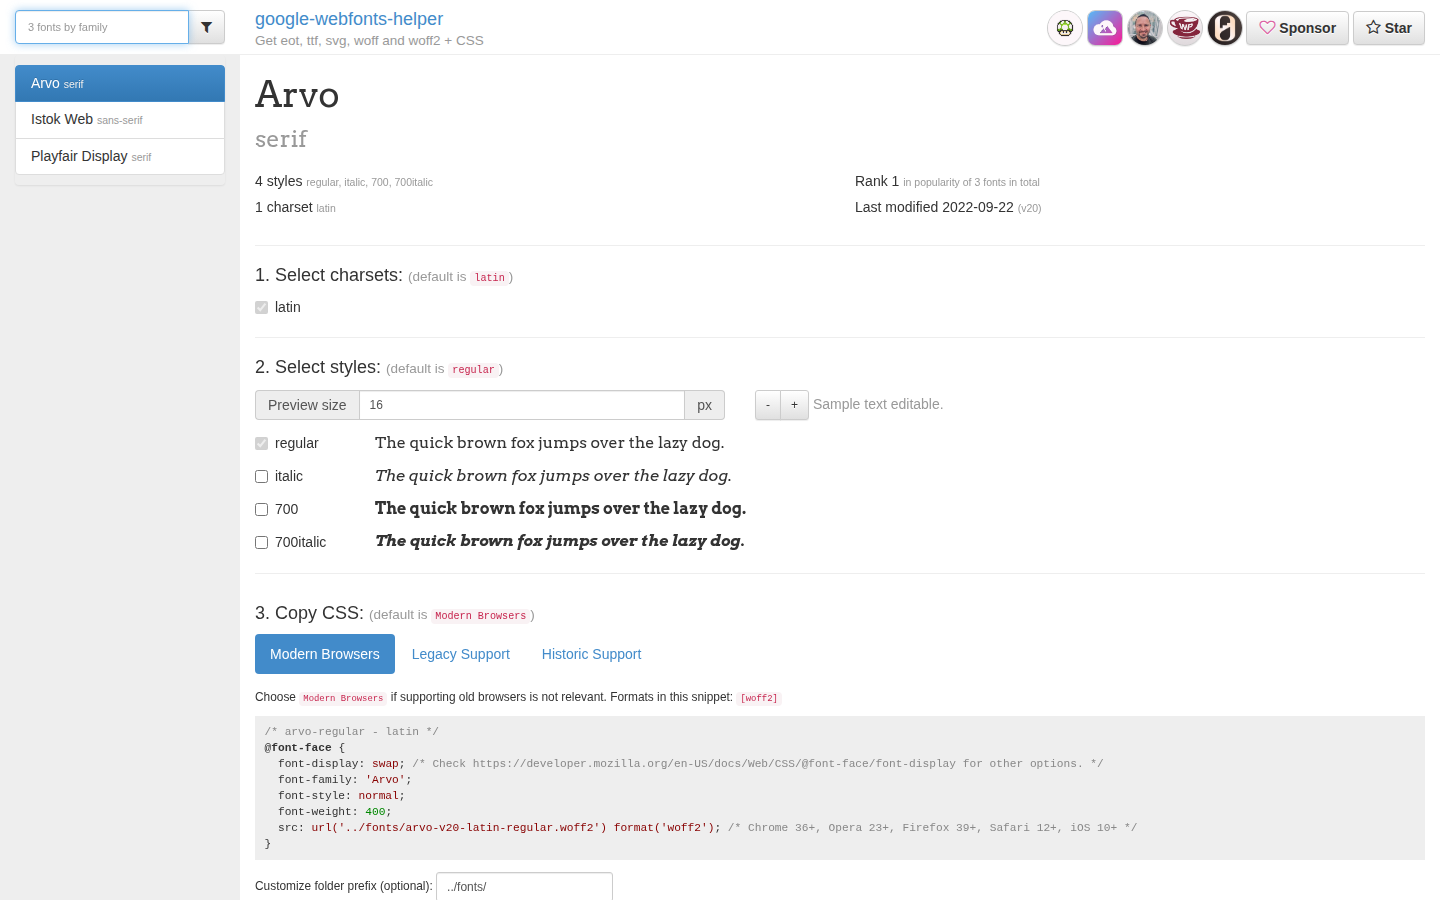 3 fonts by family
google-webfonts-helper
Get eot, ttf, svg, woff and woff2 + CSS
WP
Sponsor
Star
Arvo serif
Istok Web sans-serif
Playfair Display serif
Arvo
serif
4 styles regular, italic, 700, 700italic
Rank 1 in popularity of 3 fonts in total
1 charset latin
Last modified 2022-09-22 (v20)
1. Select charsets: (default is latin)
latin
2. Select styles: (default is regular)
Preview size 16 px
- + Sample text editable.
regular The quick brown fox jumps over the lazy dog.
italic The quick brown fox jumps over the lazy dog.
700 The quick brown fox jumps over the lazy dog.
700italic The quick brown fox jumps over the lazy dog.
3. Copy CSS: (default is Modern Browsers)
Modern Browsers Legacy Support Historic Support
Choose Modern Browsers if supporting old browsers is not relevant. Formats in this snippet: [woff2]
/* arvo-regular - latin */
@font-face {
font-display: swap; /* Check https://developer.mozilla.org/en-US/docs/Web/CSS/@font-face/font-display for other options. */
font-family: 'Arvo';
font-style: normal;
font-weight: 400;
src: url('../fonts/arvo-v20-latin-regular.woff2') format('woff2'); /* Chrome 36+, Opera 23+, Firefox 39+, Safari 12+, iOS 10+ */
}
Customize folder prefix (optional): ../fonts/